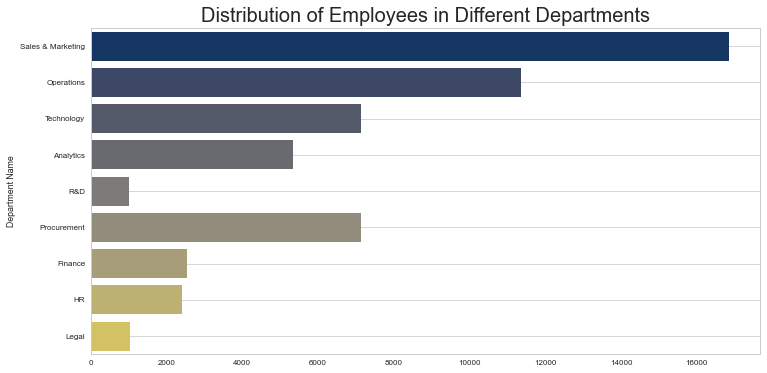 Distribution of Employees in Different Departments
Department Name
Sales & Marketing
Operations
Technology
Analytics
R&D
Procurement
Finance
HR
Legal
0 2000 4000 6000 8000 10000 12000 14000 16000